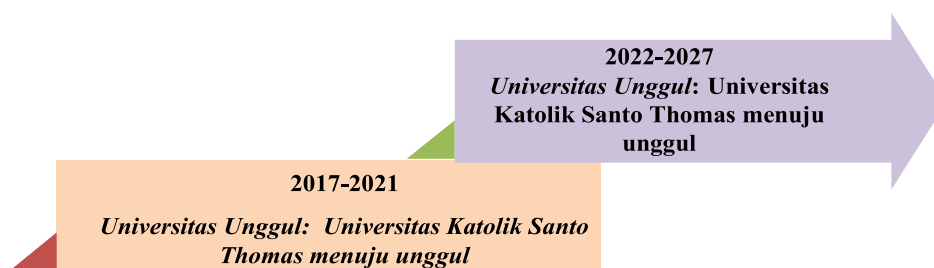 2022-2027
Universitas Unggul: Universitas
Katolik Santo Thomas menuju
unggul
2017-2021
Universitas Unggul:  Universitas Katolik Santo
Thomas menuju unggul